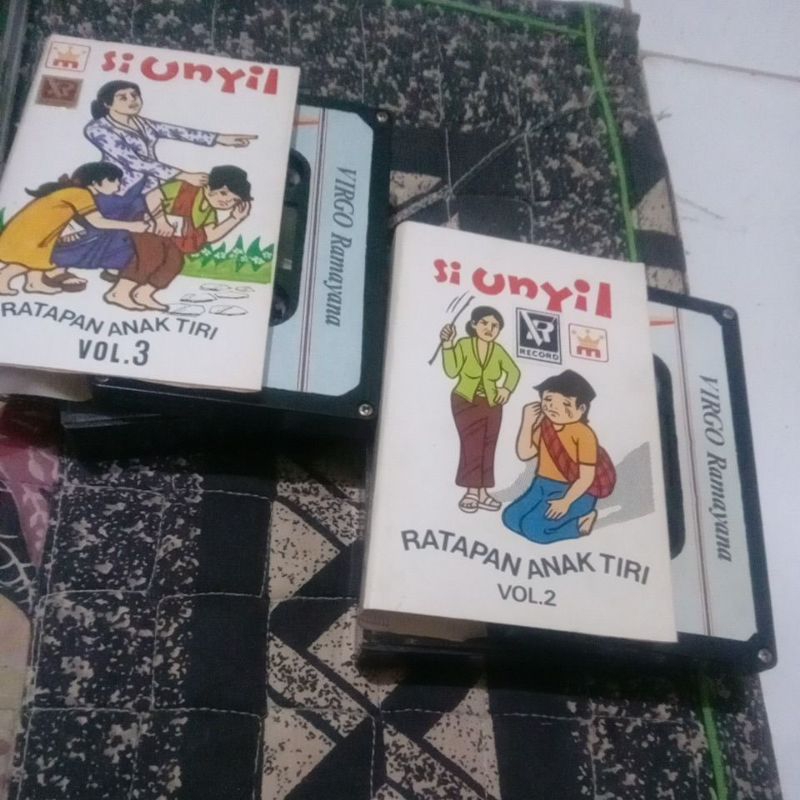 si Unyil
RATAPAN ANAK TIRI
VOL.3
VIRGO Ramayana
si Unyil
RECORD
RATAPAN ANAK TIRI
VOL.2
VIRGO Ramayana